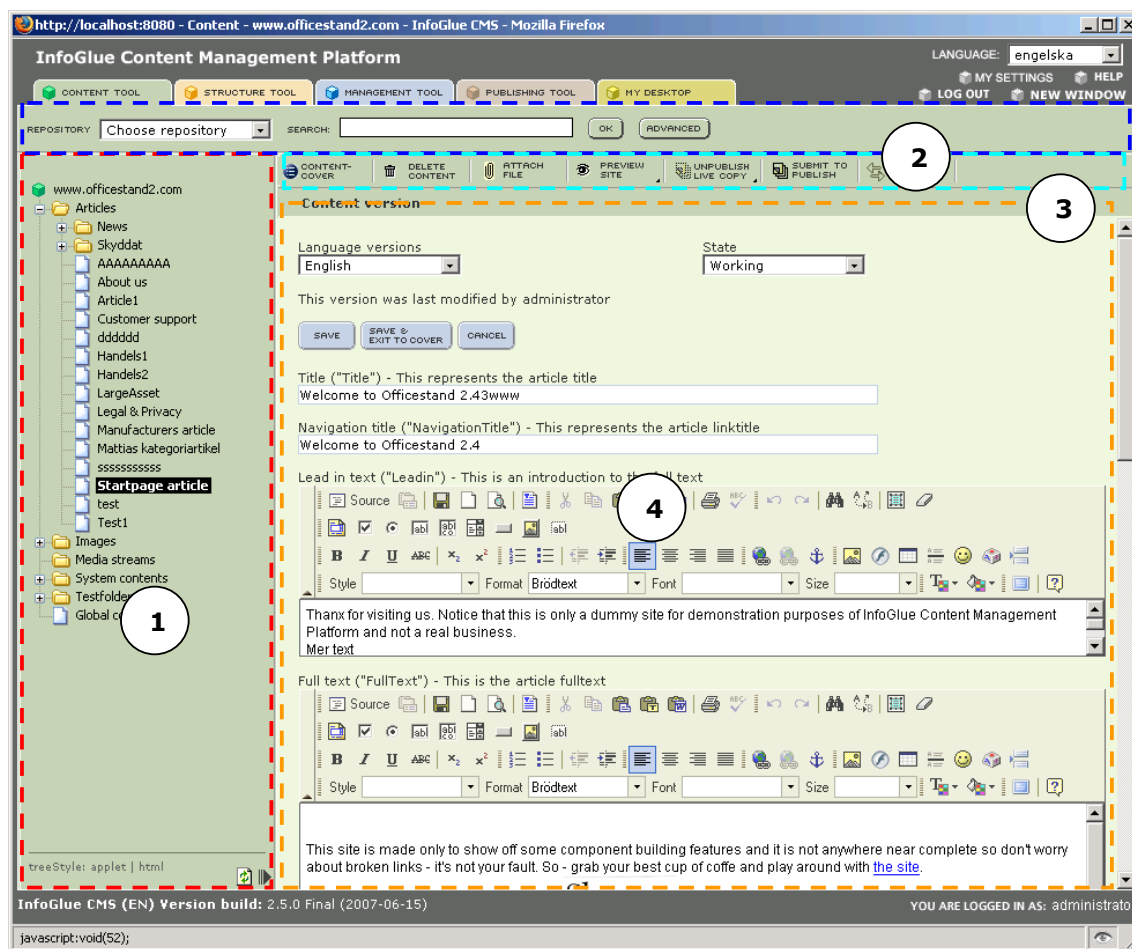 http://localhost:8080 - Content - www.officestand2.com - InfoGlue CMS - Mozilla Firefox
InfoGlue Content Management Platform
LANGUAGE: engelska
MY SETTINGS HELP
LOG OUT NEW WINDOW
CONTENT TOOL STRUCTURE TOOL MANAGEMENT TOOL PUBLISHING TOOL MY DESKTOP
REPOSITORY Choose repository SEARCH: OK ADVANCED
2
CONTENT-COVER DELETE CONTENT ATTACH FILE PREVIEW SITE UNPUBLISH LIVE COPY SUBMIT TO PUBLISH
3
www.officestand2.com
Articles
News
Skyddat
AAAAAAAAA
About us
Article1
Customer support
dddddd
Handels1
Handels2
LargeAsset
Legal & Privacy
Manufacturers article
Mattias kategoriartikel
sssssssssss
Startpage article
test
Test1
Images
Media streams
System contents
Testfolder
Global
1
treeStyle: applet | html
Content version
Language versions State
English Working
This version was last modified by administrator
SAVE SAVE & EXIT TO COVER CANCEL
Title ("Title") - This represents the article title
Welcome to Officestand 2.43www
Navigation title ("NavigationTitle") - This represents the article linktitle
Welcome to Officestand 2.4
Lead in text ("Leadin") - This is an introduction to the full text
Source
4
Style Format Brödtext Font Size
Thanx for visiting us. Notice that this is only a dummy site for demonstration purposes of InfoGlue Content Management
Platform and not a real business.
Mer text
Full text ("FullText") - This is the article fulltext
Source
Style Format Brödtext Font Size
This site is made only to show off some component building features and it is not anywhere near complete so don't worry
about broken links - it's not your fault. So - grab your best cup of coffe and play around with the site.
InfoGlue CMS (EN) Version build: 2.5.0 Final (2007-06-15)
YOU ARE LOGGED IN AS: administrato
javascript:void(52);